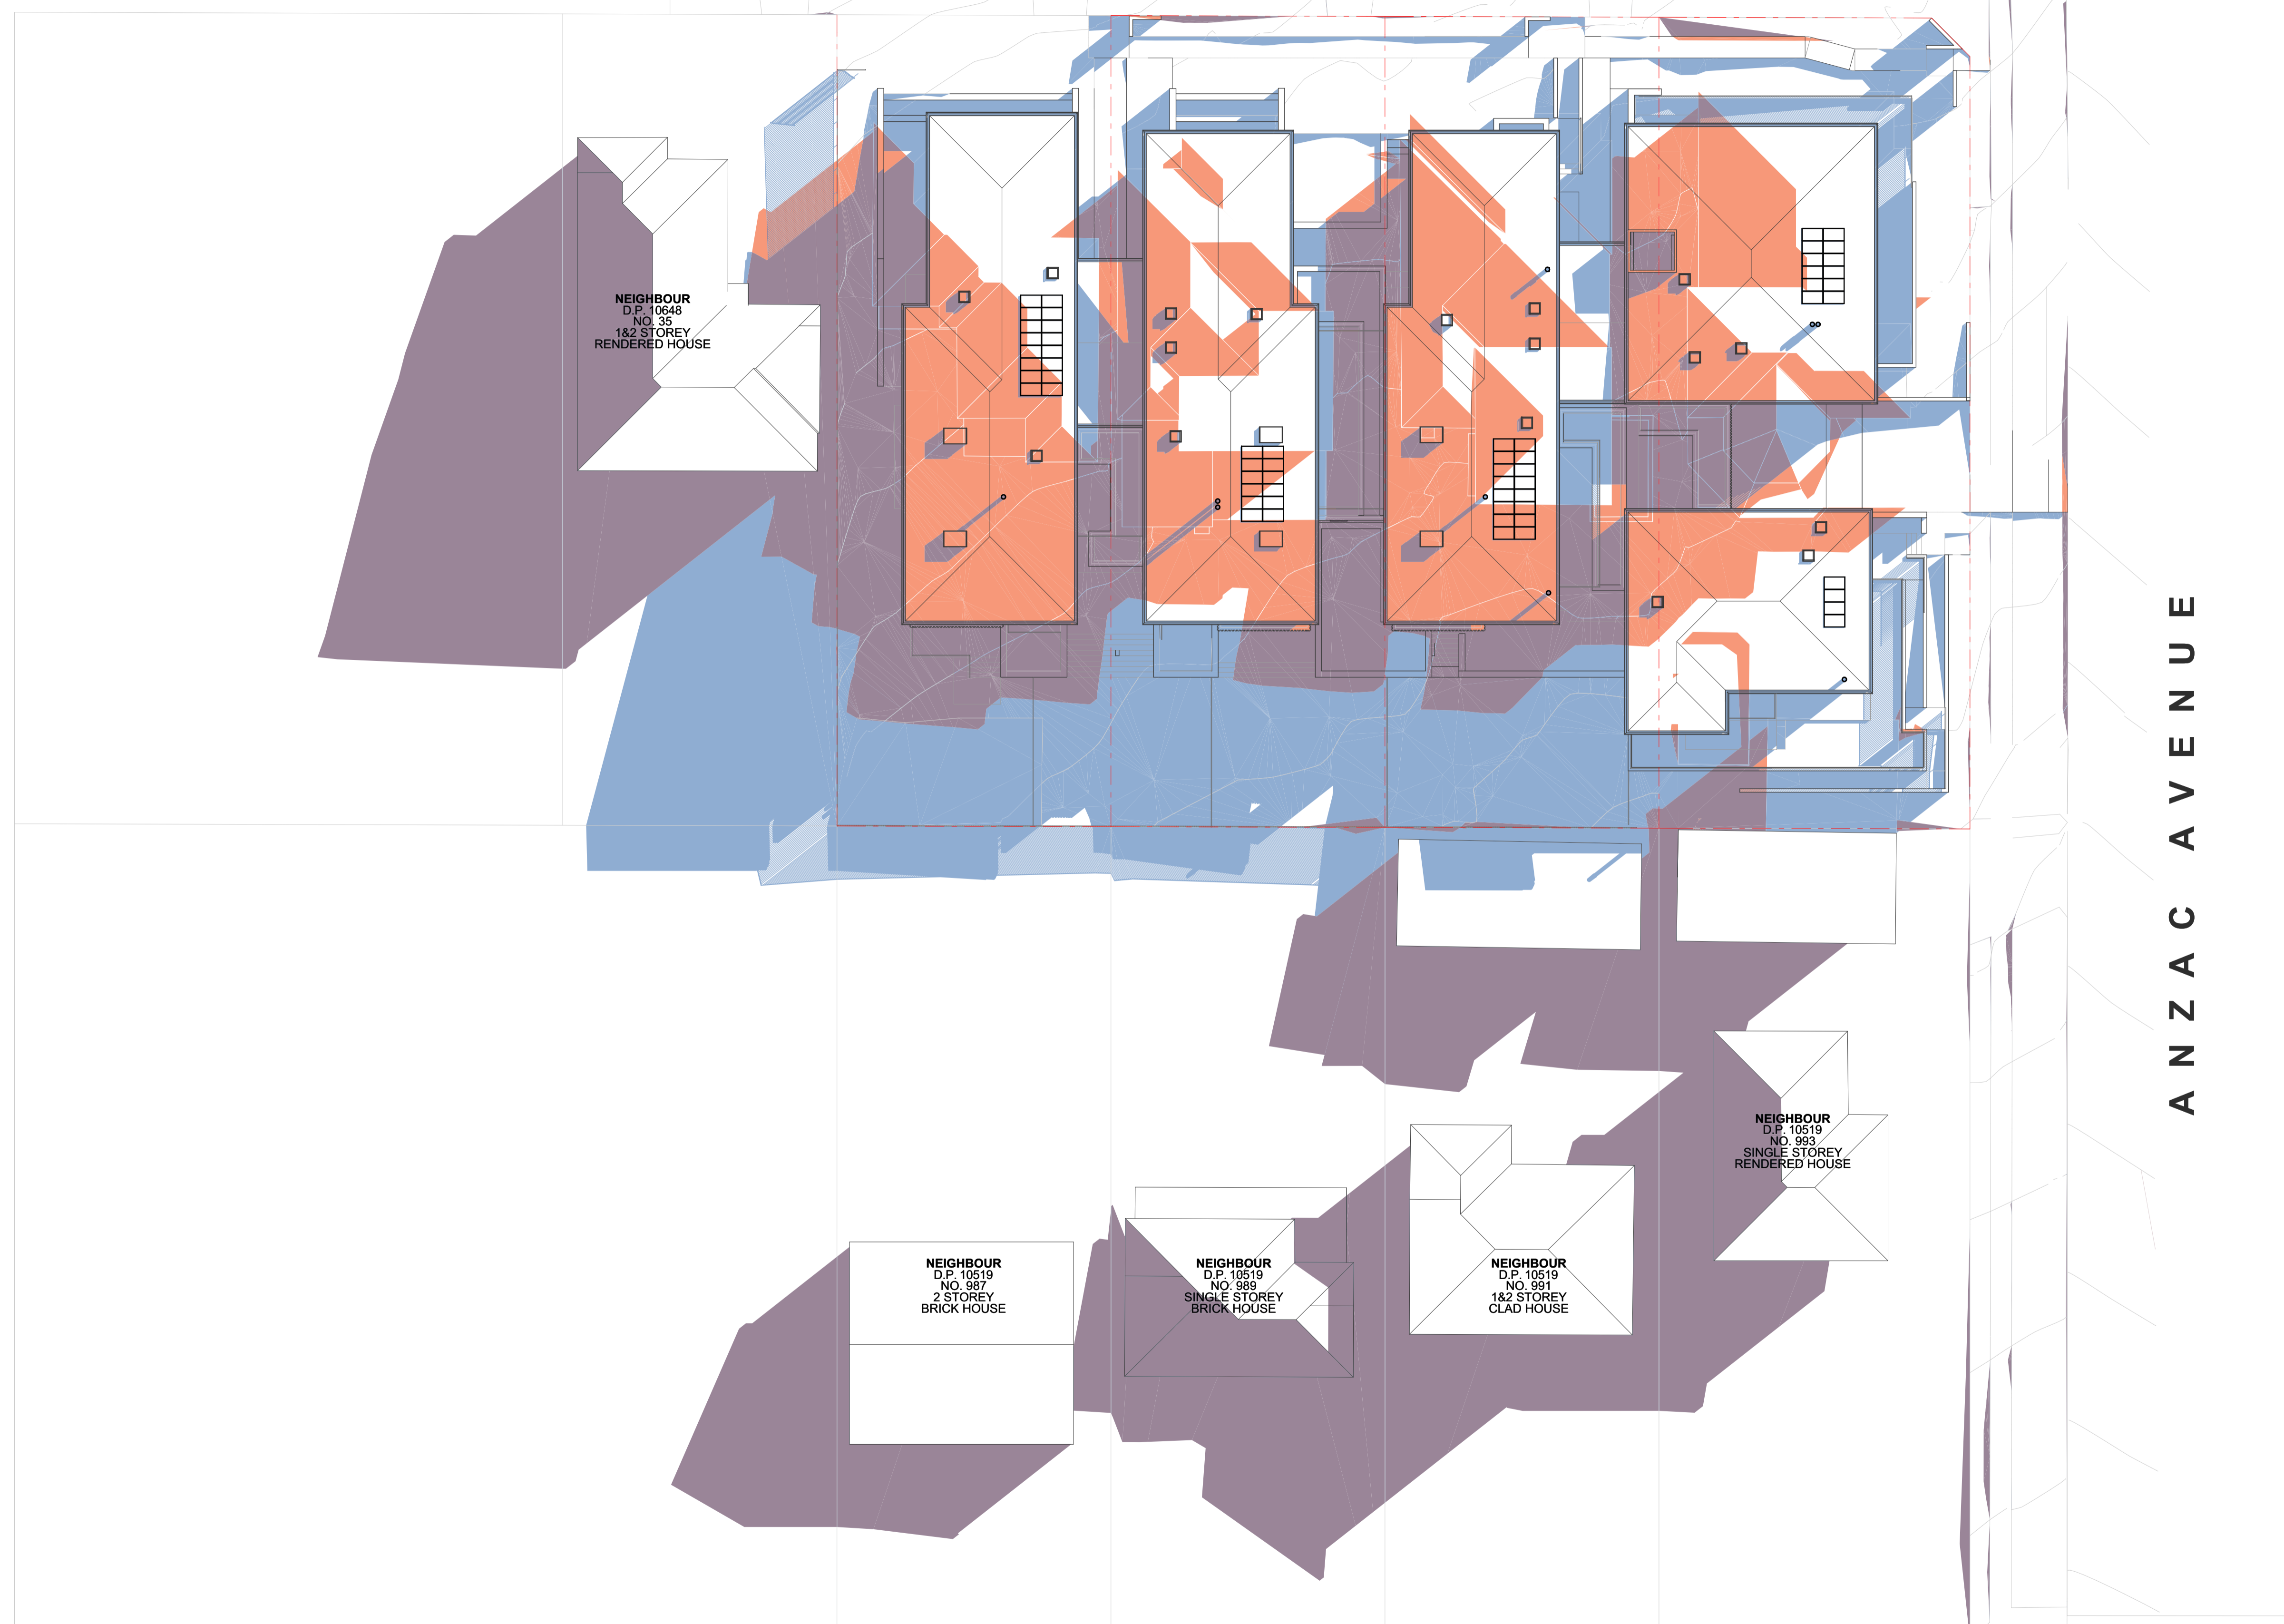 NEIGHBOUR
D.P. 10648
NO. 35
1&2 STOREY
RENDERED HOUSE
ANZAC AVENUE
NEIGHBOUR
D.P. 10519
NO. 993
SINGLE STOREY
RENDERED HOUSE
NEIGHBOUR
D.P. 10519
NO. 987
2 STOREY
BRICK HOUSE
NEIGHBOUR
D.P. 10519
NO. 989
SINGLE STOREY
BRICK HOUSE
NEIGHBOUR
D.P. 10519
NO. 991
1&2 STOREY
CLAD HOUSE